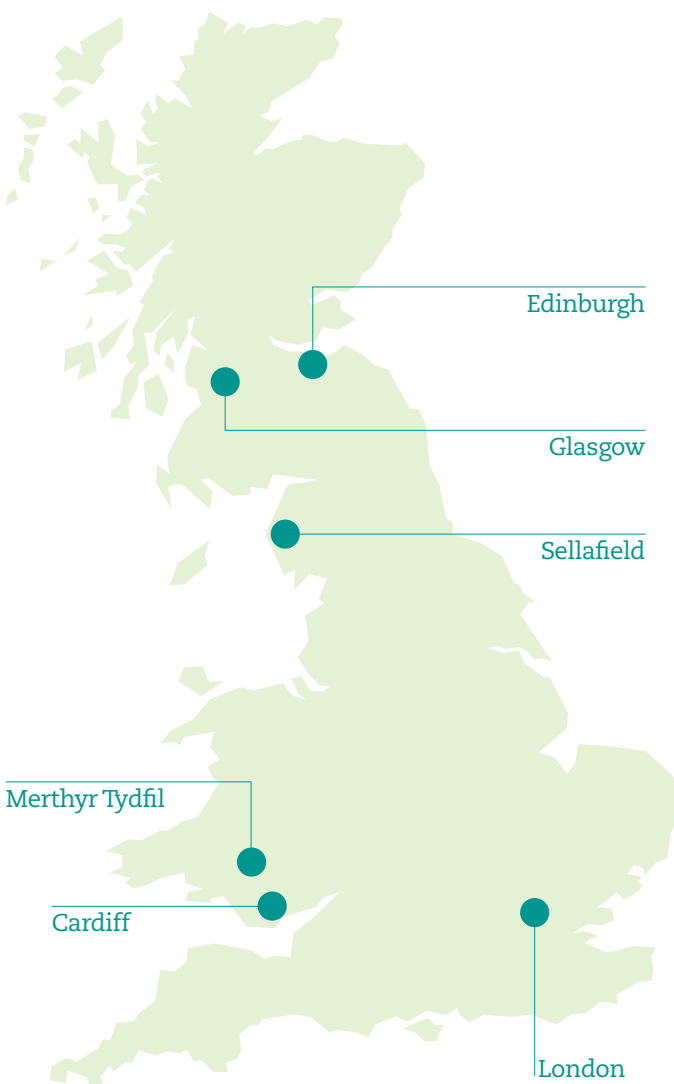 Edinburgh
Glasgow
Sellafield
Merthyr Tydfil
Cardiff
London